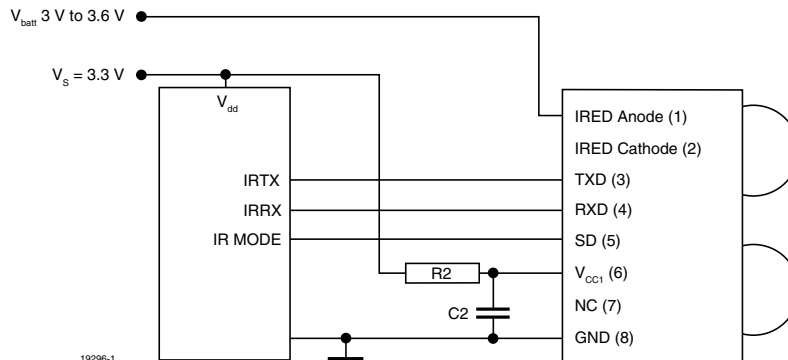 V_batt 3 V to 3.6 V
V_S = 3.3 V
V_dd
IRED Anode (1)
IRED Cathode (2)
IRTX
TXD (3)
IRRX
RXD (4)
IR MODE
SD (5)
R2
V_CC1 (6)
C2
NC (7)
GND (8)
19296-1